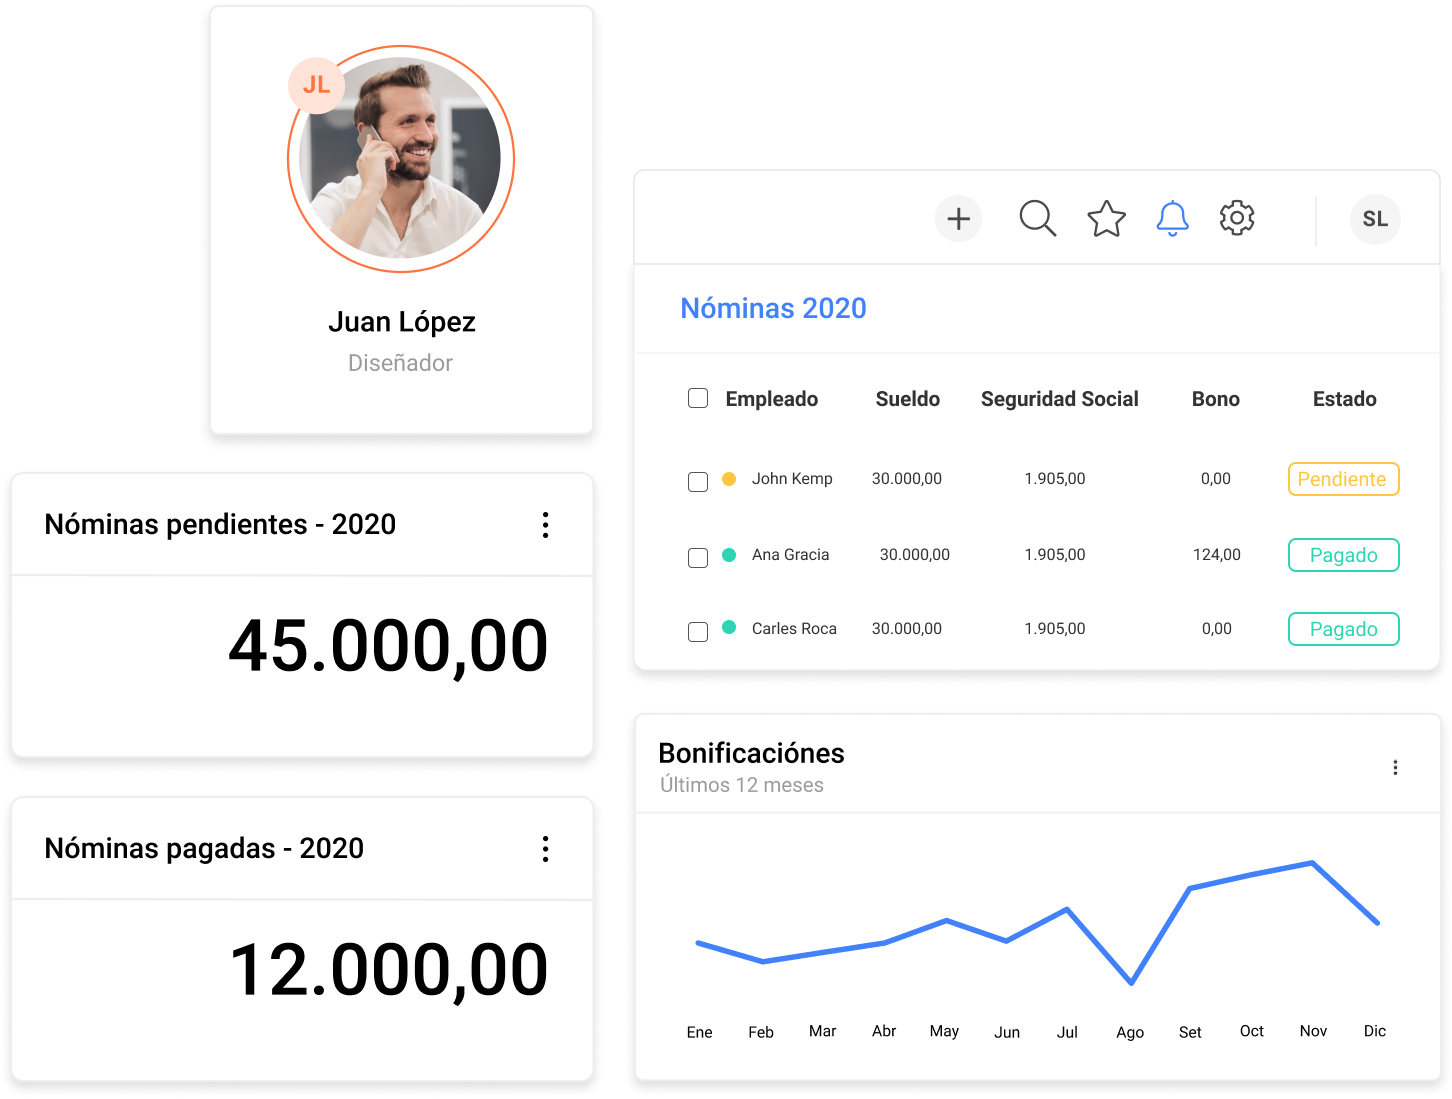 JL
Juan López
Diseñador
Nóminas pendientes - 2020
45.000,00
Nóminas pagadas - 2020
12.000,00
SL
Nóminas 2020
Empleado Sueldo Seguridad Social Bono Estado
John Kemp 30.000,00 1.905,00 0,00 Pendiente
Ana Gracia 30.000,00 1.905,00 124,00 Pagado
Carles Roca 30.000,00 1.905,00 0,00 Pagado
Bonificaciónes
Últimos 12 meses
Ene Feb Mar Abr May Jun Jul Ago Set Oct Nov Dic